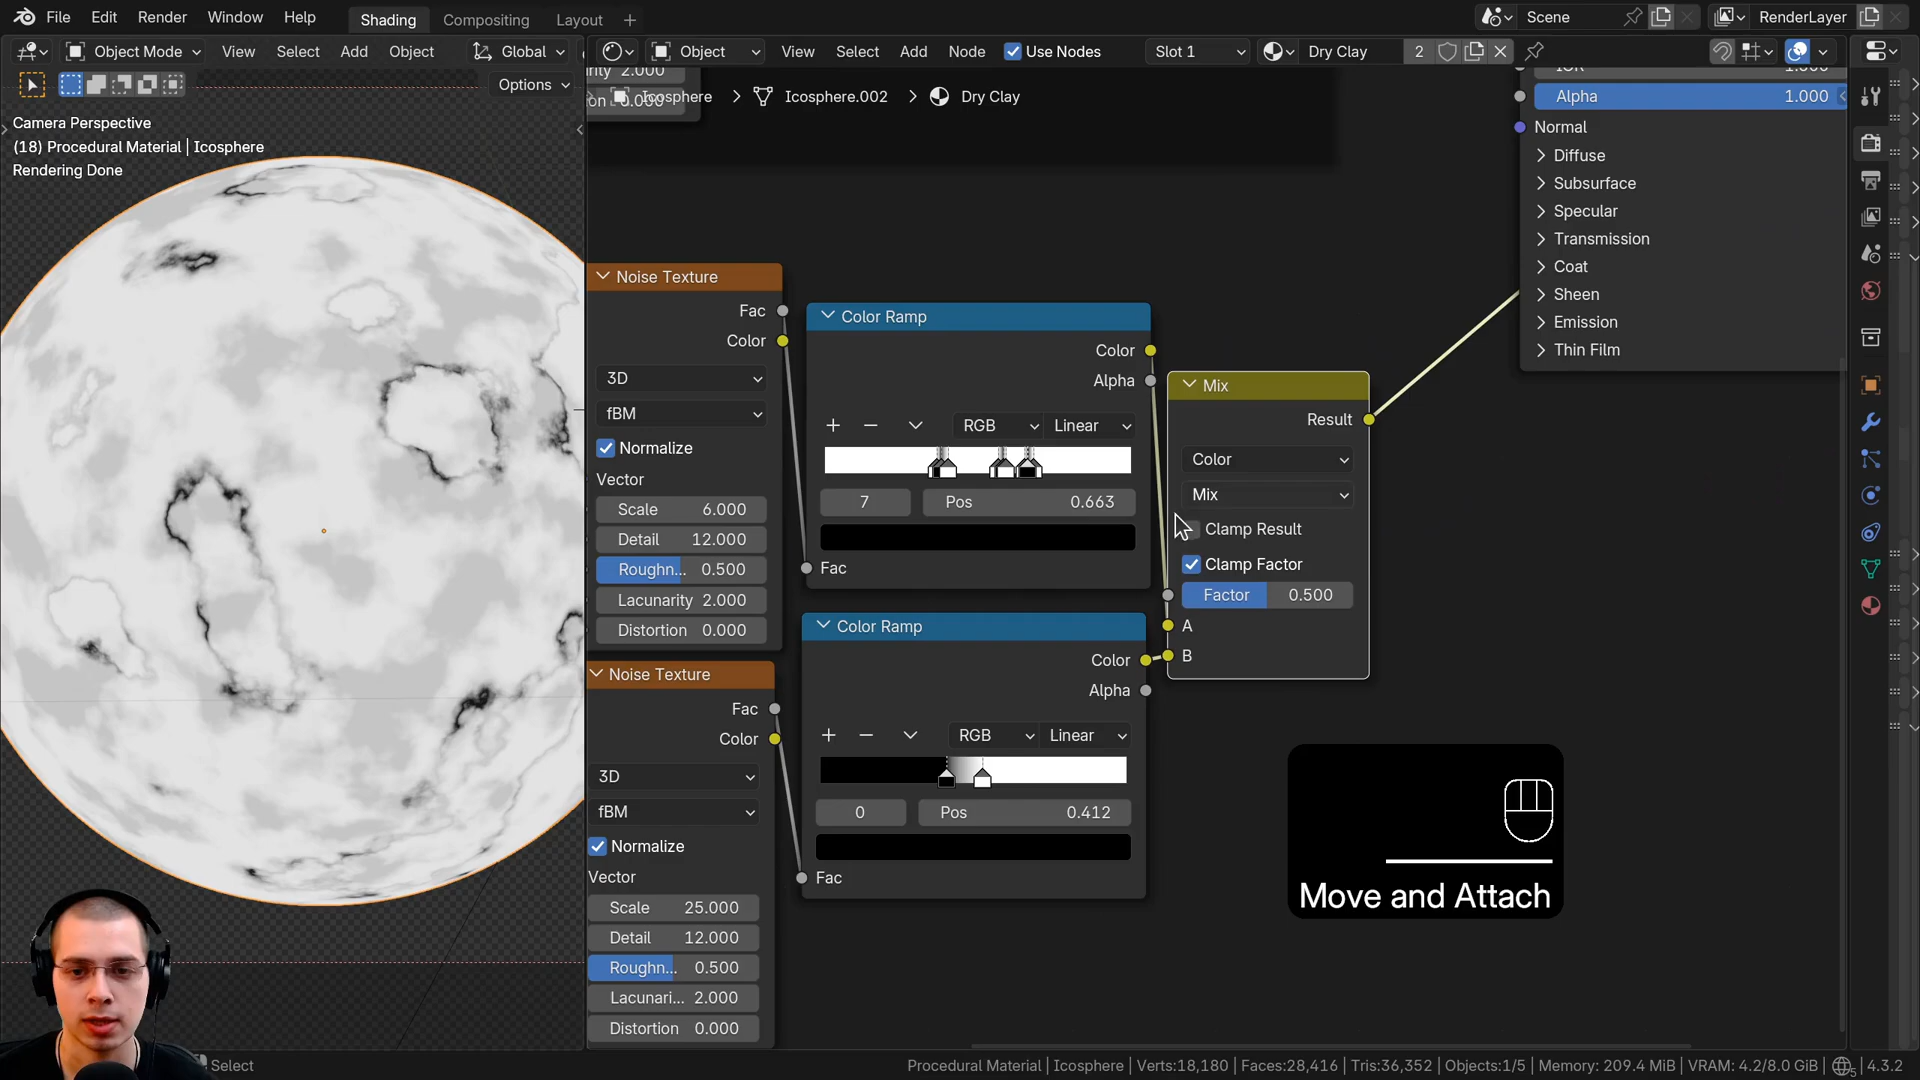 File Edit Render Window Help Shading Compositing Layout + Scene RenderLayer
Object Mode View Select Add Object Global Object View Select Add Node Use Nodes Slot 1 Dry Clay 2
Options
Camera Perspective
(18) Procedural Material | Icosphere
Rendering Done
2.000
0.000
Icosphere > Icosphere.002 > Dry Clay
Alpha 1.000
Normal
Diffuse
Subsurface
Specular
Transmission
Coat
Sheen
Emission
Thin Film
Noise Texture
Fac
Color
3D
fBM
Normalize
Vector
Scale 6.000
Detail 12.000
Roughn... 0.500
Lacunarity 2.000
Distortion 0.000
Color Ramp
Color
Alpha
RGB Linear
7 Pos 0.663
Fac
Mix
Result
Color
Mix
Clamp Result
Clamp Factor
Factor 0.500
A
B
Noise Texture
Fac
Color
3D
fBM
Normalize
Vector
Scale 25.000
Detail 12.000
Roughn... 0.500
Lacunari... 2.000
Distortion 0.000
Color Ramp
Color
Alpha
RGB Linear
0 Pos 0.412
Fac
Move and Attach
Select
Procedural Material | Icosphere | Verts:18,180 | Faces:28,416 | Tris:36,352 | Objects:1/5 | Memory: 209.4 MiB | VRAM: 4.2/8.0 GiB | 5 4.3.2